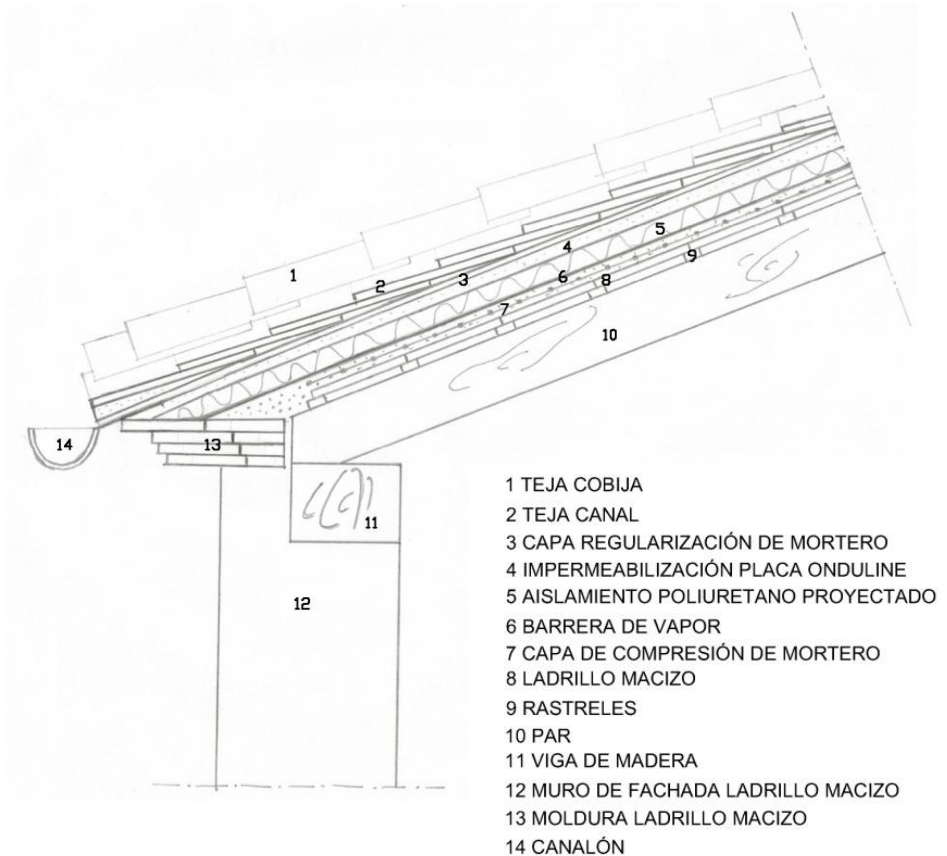 1
2
3
4
5
6
7
8
9
10
11
12
13
14
1 TEJA COBIJA
2 TEJA CANAL
3 CAPA REGULARIZACIÓN DE MORTERO
4 IMPERMEABILIZACIÓN PLACA ONDULINE
5 AISLAMIENTO POLIURETANO PROYECTADO
6 BARRERA DE VAPOR
7 CAPA DE COMPRESIÓN DE MORTERO
8 LADRILLO MACIZO
9 RASTRELES
10 PAR
11 VIGA DE MADERA
12 MURO DE FACHADA LADRILLO MACIZO
13 MOLDURA LADRILLO MACIZO
14 CANALÓN